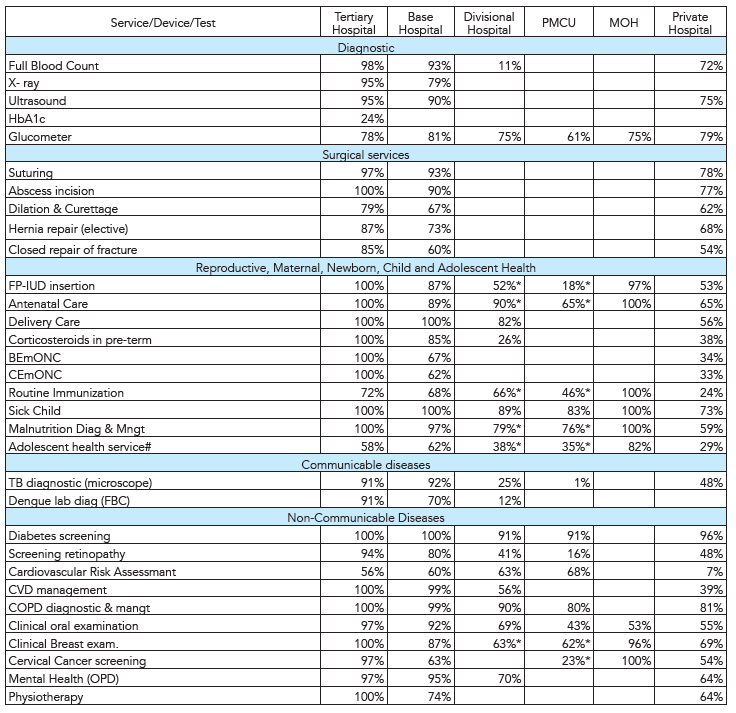 Service/Device/Test Tertiary Hospital Base Hospital Divisional Hospital PMCU MOH Private Hospital
Diagnostic
Full Blood Count 98% 93% 11% 72%
X- ray 95% 79%
Ultrasound 95% 90% 75%
HbA1c 24%
Glucometer 78% 81% 75% 61% 75% 79%
Surgical services
Suturing 97% 93% 78%
Abscess incision 100% 90% 77%
Dilation & Curettage 79% 67% 62%
Hernia repair (elective) 87% 73% 68%
Closed repair of fracture 85% 60% 54%
Reproductive, Maternal, Newborn, Child and Adolescent Health
FP-IUD insertion 100% 87% 52%* 18%* 97% 53%
Antenatal Care 100% 89% 90%* 65%* 100% 65%
Delivery Care 100% 100% 82% 56%
Corticosteroids in pre-term 100% 85% 26% 38%
BEmONC 100% 67% 34%
CEmONC 100% 62% 33%
Routine Immunization 72% 68% 66%* 46%* 100% 24%
Sick Child 100% 100% 89% 83% 100% 73%
Malnutrition Diag & Mngt 100% 97% 79%* 76%* 100% 59%
Adolescent health service# 58% 62% 38%* 35%* 82% 29%
Communicable diseases
TB diagnostic (microscope) 91% 92% 25% 1% 48%
Dengue lab diag (FBC) 91% 70% 12%
Non-Communicable Diseases
Diabetes screening 100% 100% 91% 91% 96%
Screening retinopathy 94% 80% 41% 16% 48%
Cardiovascular Risk Assessmant 56% 60% 63% 68% 7%
CVD management 100% 99% 56% 39%
COPD diagnostic & mangt 100% 99% 90% 80% 81%
Clinical oral examination 97% 92% 69% 43% 53% 55%
Clinical Breast exam. 100% 87% 63%* 62%* 96% 69%
Cervical Cancer screening 97% 63% 23%* 100% 54%
Mental Health (OPD) 97% 95% 70% 64%
Physiotherapy 100% 74% 64%